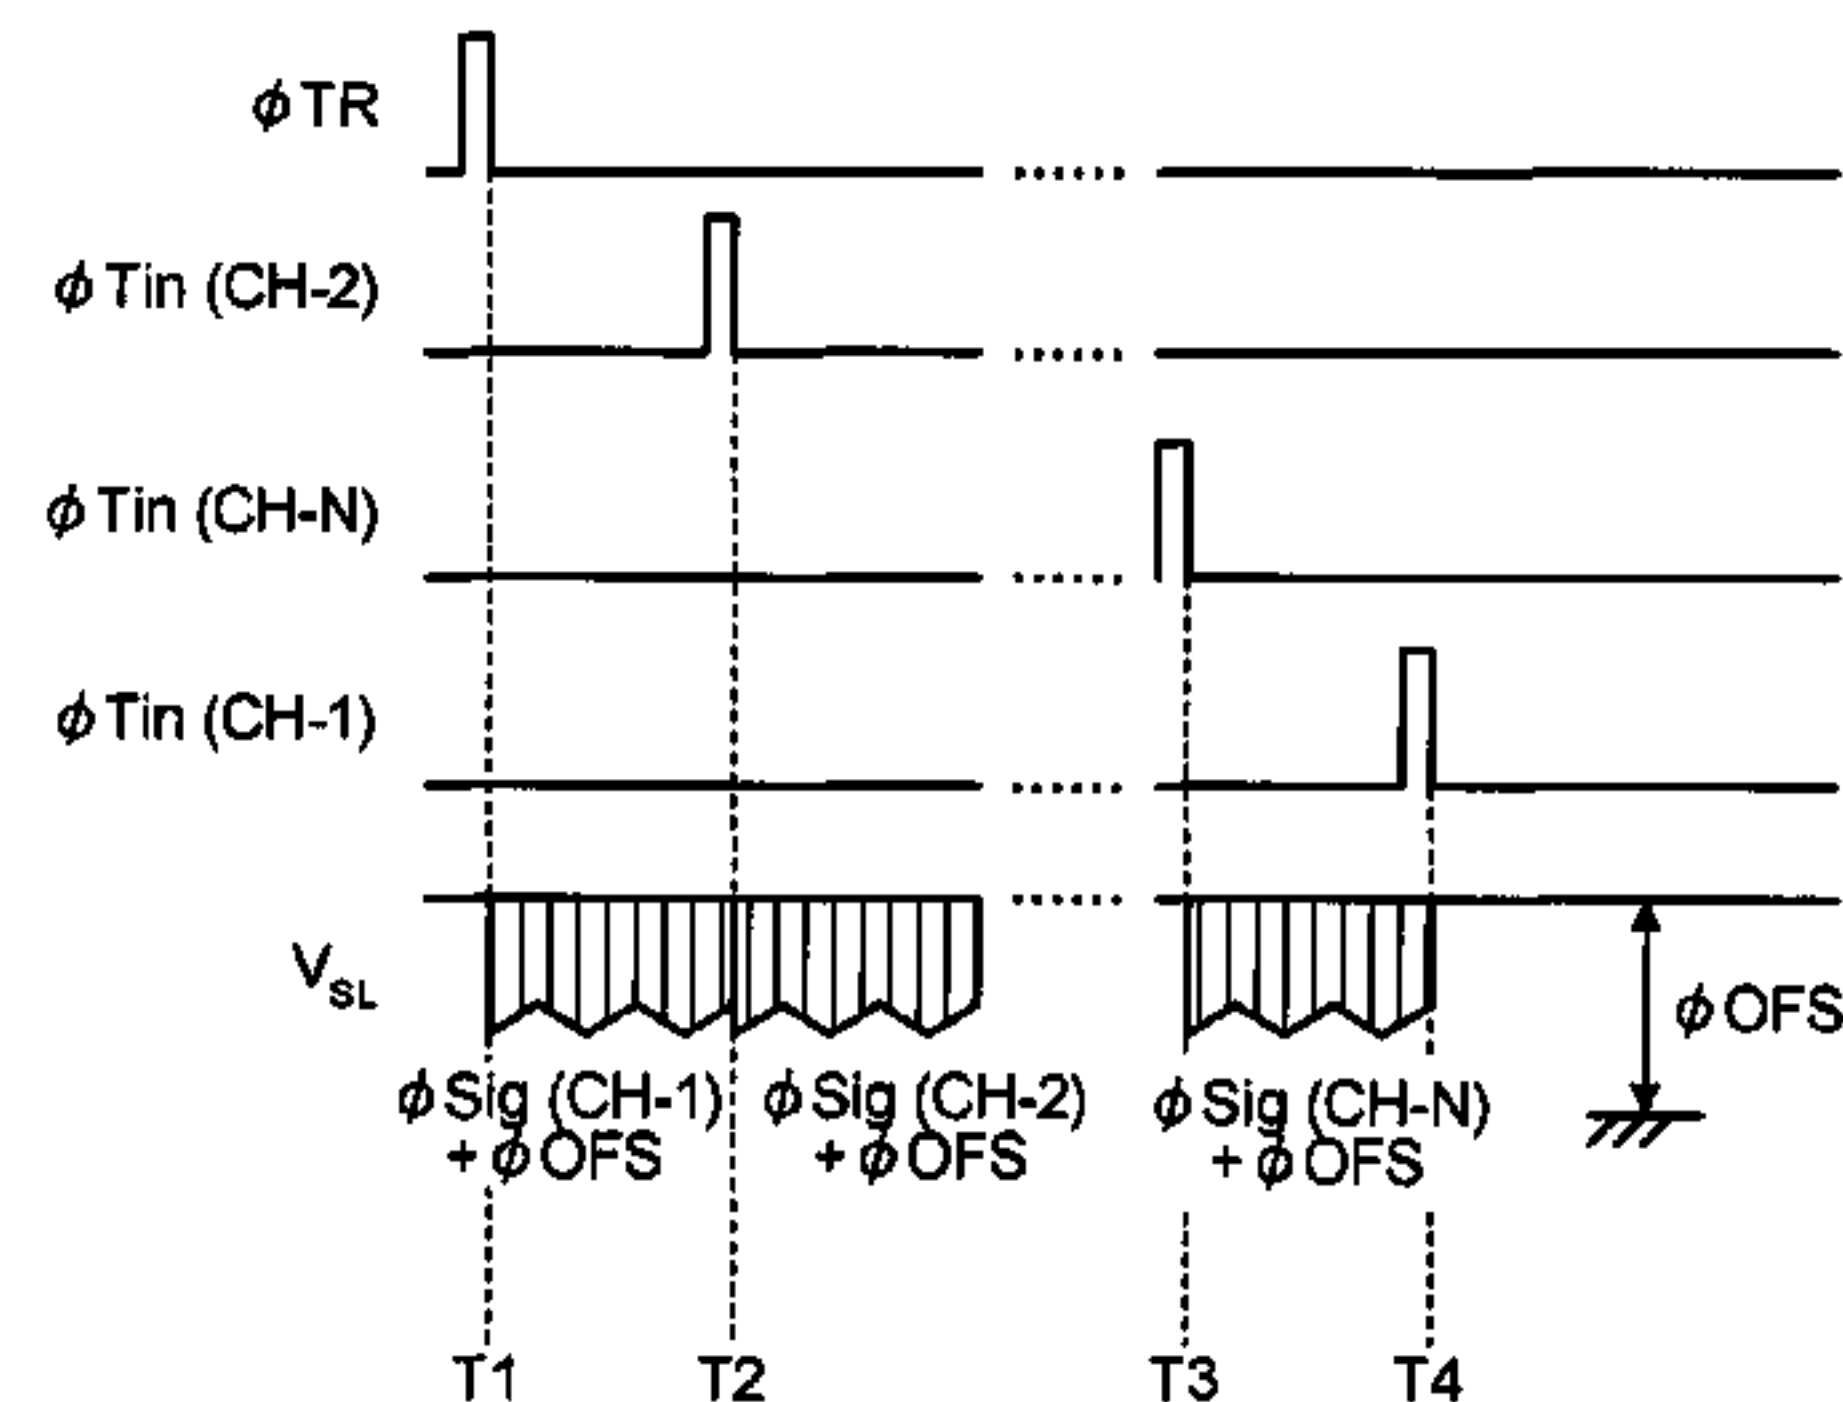 ϕTR
ϕTin (CH-2)
ϕTin (CH-N)
ϕTin (CH-1)
VSL
ϕOFS
ϕSig (CH-1)
+ ϕOFS
ϕSig (CH-2)
+ ϕOFS
ϕSig (CH-N)
+ ϕOFS
T1 T2 T3 T4